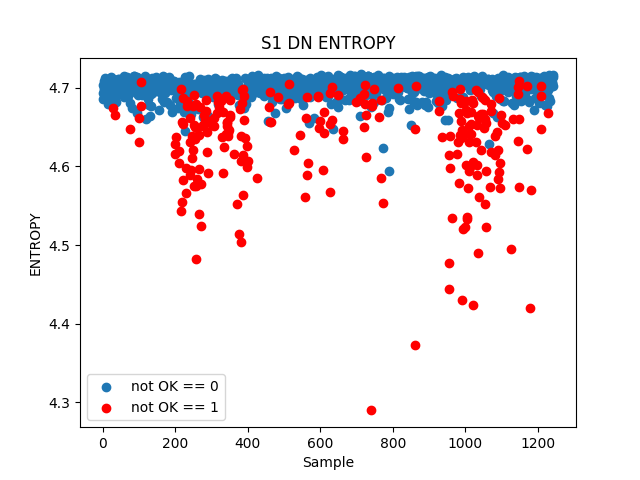 S1 DN ENTROPY
ENTROPY
4.7
4.6
4.5
4.4
4.3
not OK == 0
not OK == 1
0 200 400 600 800 1000 1200
Sample